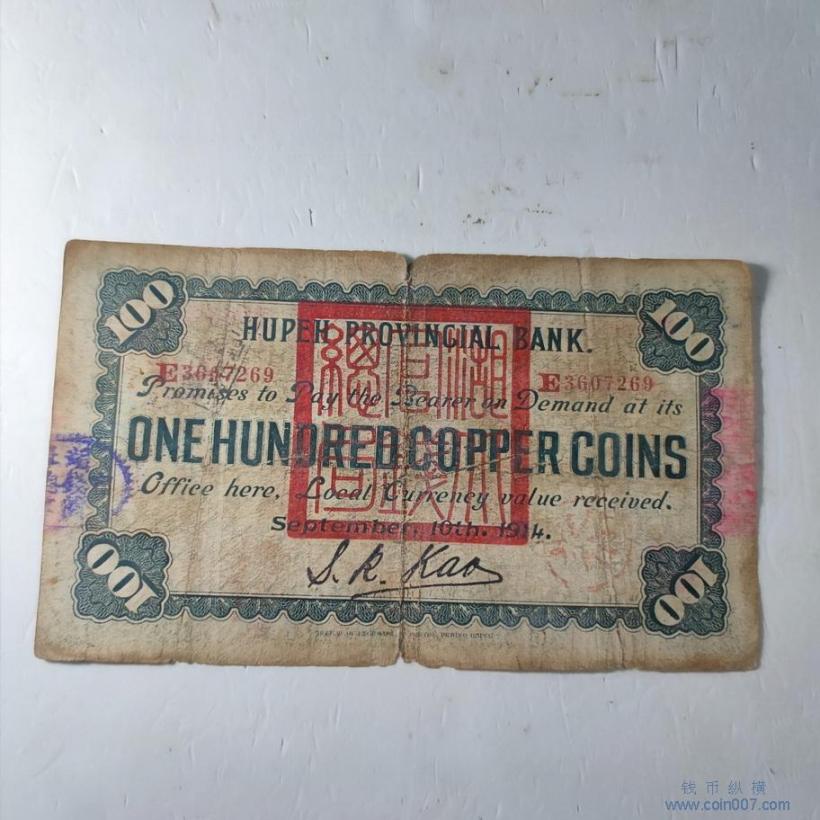 100
100
HUPEH PROVINCIAL BANK.
E3607269
E3607269
Promises to Pay the Bearer on Demand at its
ONE HUNDRED COPPER COINS
Office here, Local Currency value received.
September, 10th. 1914.
S. R. Kao
100
100
钱币纵横
www.coin007.com